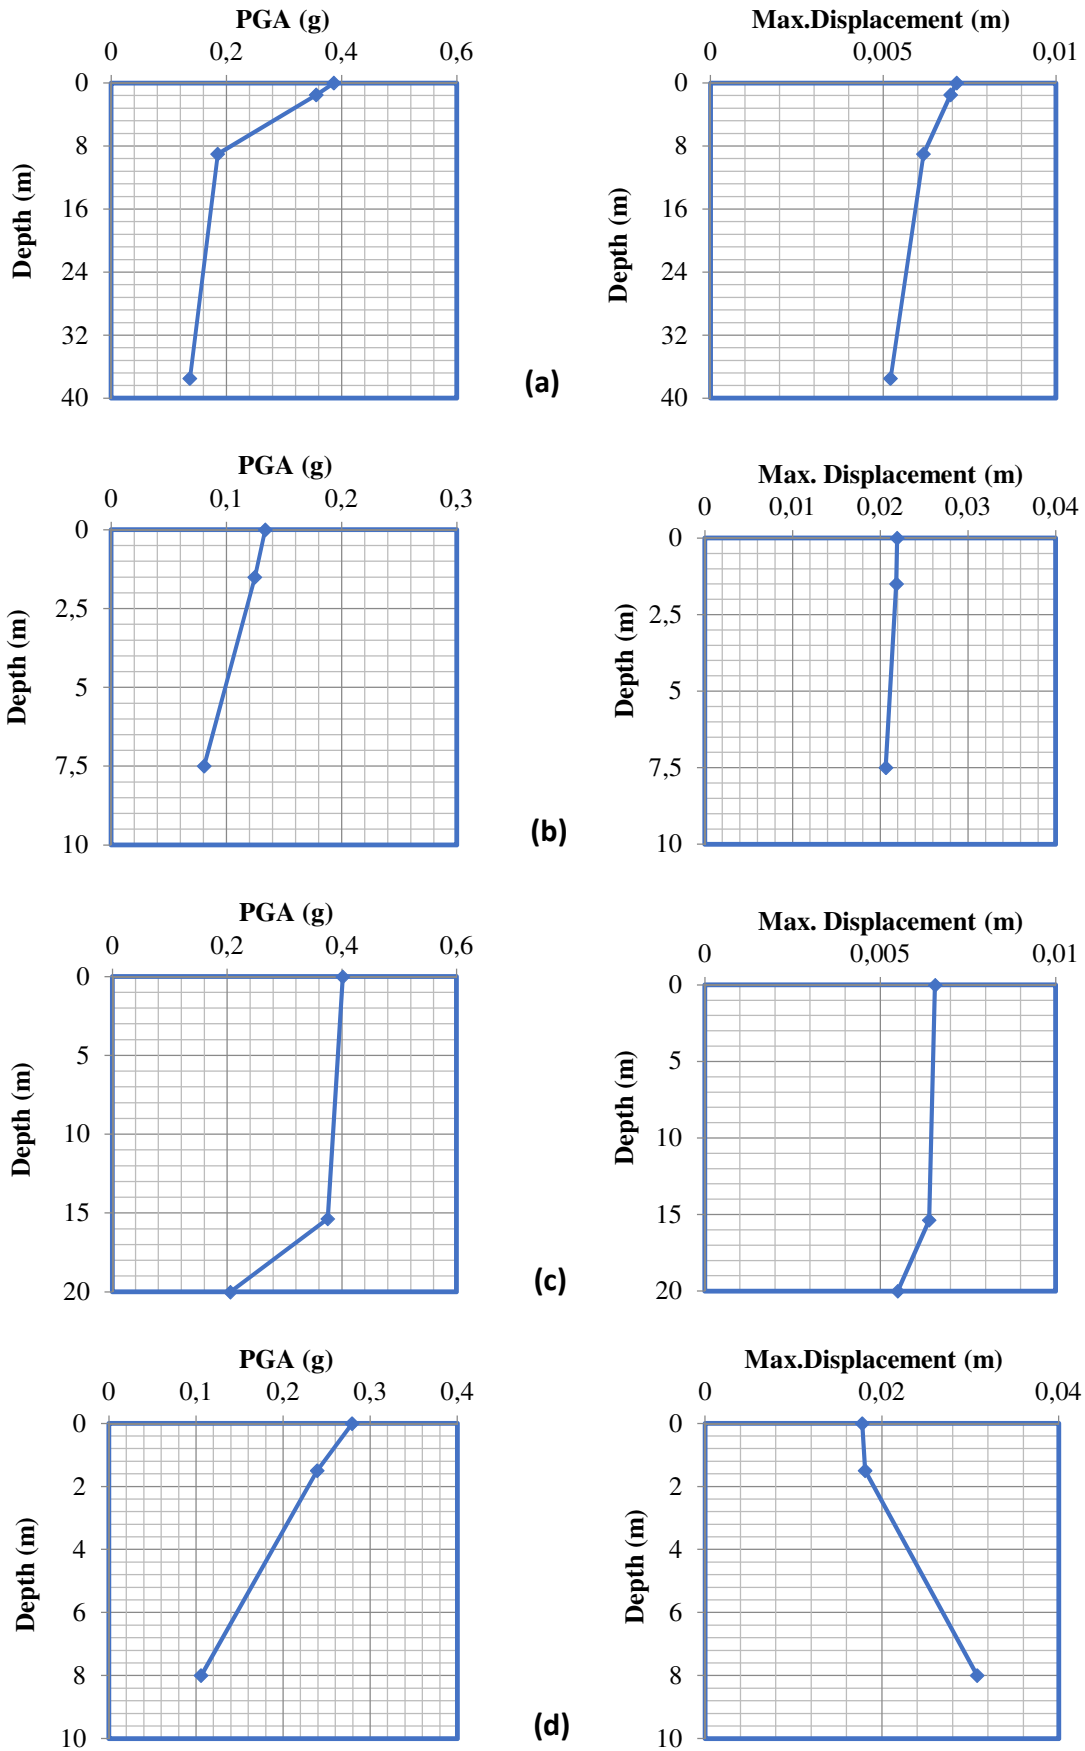 PGA (g)
0 0,2 0,4 0,6
0
8
16
24
32
40
Depth (m)
Max.Displacement (m)
0 0,005 0,01
0
8
16
24
32
40
Depth (m)
(a)
PGA (g)
0 0,1 0,2 0,3
0
2,5
5
7,5
10
Depth (m)
Max. Displacement (m)
0 0,01 0,02 0,03 0,04
0
2,5
5
7,5
10
Depth (m)
(b)
PGA (g)
0 0,2 0,4 0,6
0
5
10
15
20
Depth (m)
Max. Displacement (m)
0 0,005 0,01
0
5
10
15
20
Depth (m)
(c)
PGA (g)
0 0,1 0,2 0,3 0,4
0
2
4
6
8
10
Depth (m)
Max.Displacement (m)
0 0,02 0,04
0
2
4
6
8
10
Depth (m)
(d)